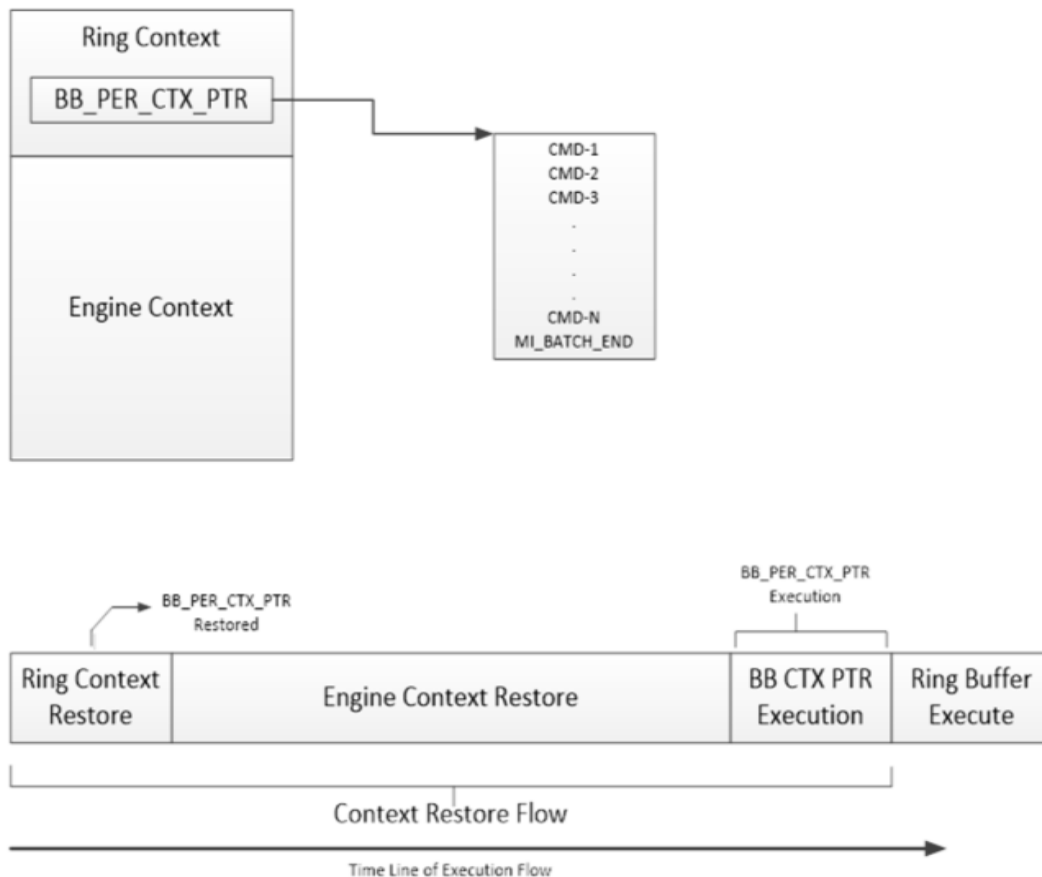 Ring Context
BB_PER_CTX_PTR
Engine Context
CMD-1
CMD-2
CMD-3
.
.
.
.
CMD-N
MI_BATCH_END
BB_PER_CTX_PTR
Restored
BB_PER_CTX_PTR
Execution
Ring Context
Restore
Engine Context Restore
BB CTX PTR
Execution
Ring Buffer
Execute
Context Restore Flow
Time Line of Execution Flow